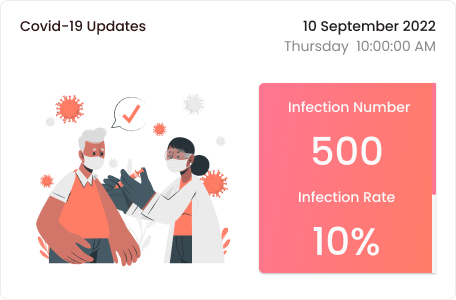 Covid-19 Updates
10 September 2022
Thursday 10:00:00 AM
Infection Number
500
Infection Rate
10%